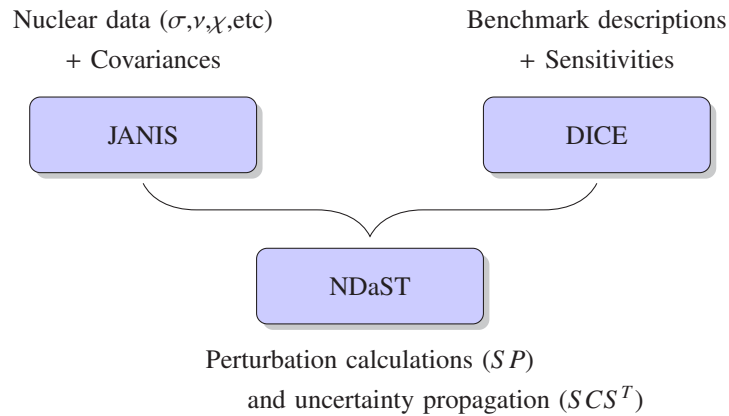 Nuclear data (σ,ν,χ,etc)
+ Covariances
JANIS
Benchmark descriptions
+ Sensitivities
DICE
NDaST
Perturbation calculations (SP)
and uncertainty propagation (SCS^T)